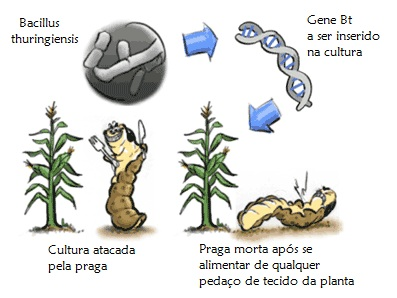 Bacillus
thuringiensis
Gene Bt
a ser inserido
na cultura
Cultura atacada
pela praga
Praga morta após se
alimentar de qualquer
pedaço de tecido da planta